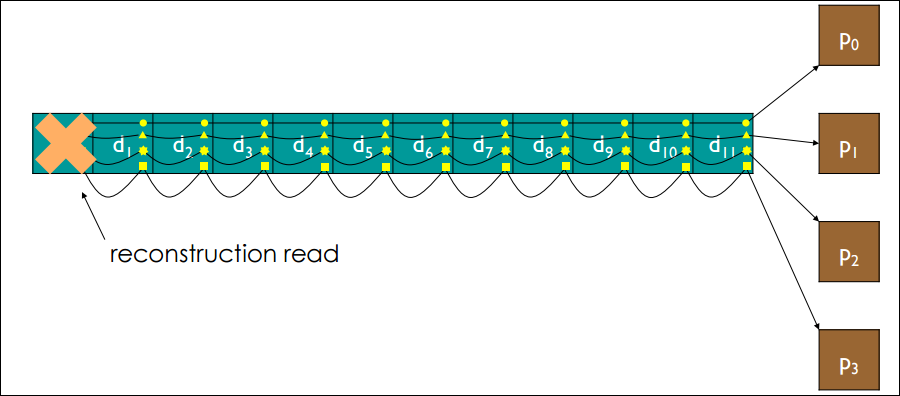 p0
d1 d2 d3 d4 d5 d6 d7 d8 d9 d10 d11
p1
p2
reconstruction read
p3